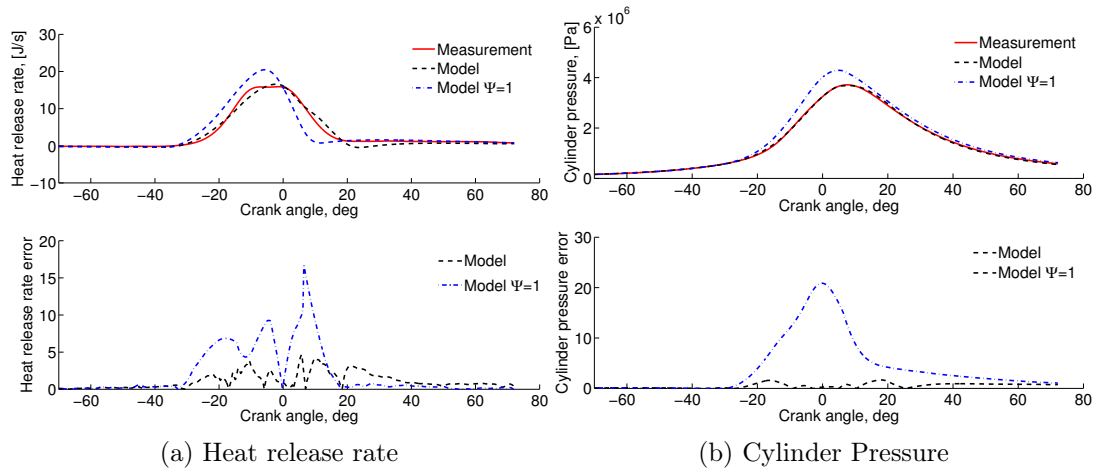 Heat release rate, [J/s]
30
20
10
0
−10
−60 −40 −20 0 20 40 60 80
Crank angle, deg
Measurement
Model
Model Ψ=1
Cylinder pressure, [Pa]
x 10⁶
6
4
2
0
−60 −40 −20 0 20 40 60 80
Crank angle, deg
Measurement
Model
Model Ψ=1
Heat release rate error
20
15
10
5
0
−60 −40 −20 0 20 40 60 80
Crank angle, deg
Model
Model Ψ=1
Cylinder pressure error
30
20
10
0
−60 −40 −20 0 20 40 60 80
Crank angle, deg
Model
Model Ψ=1
(a) Heat release rate
(b) Cylinder Pressure